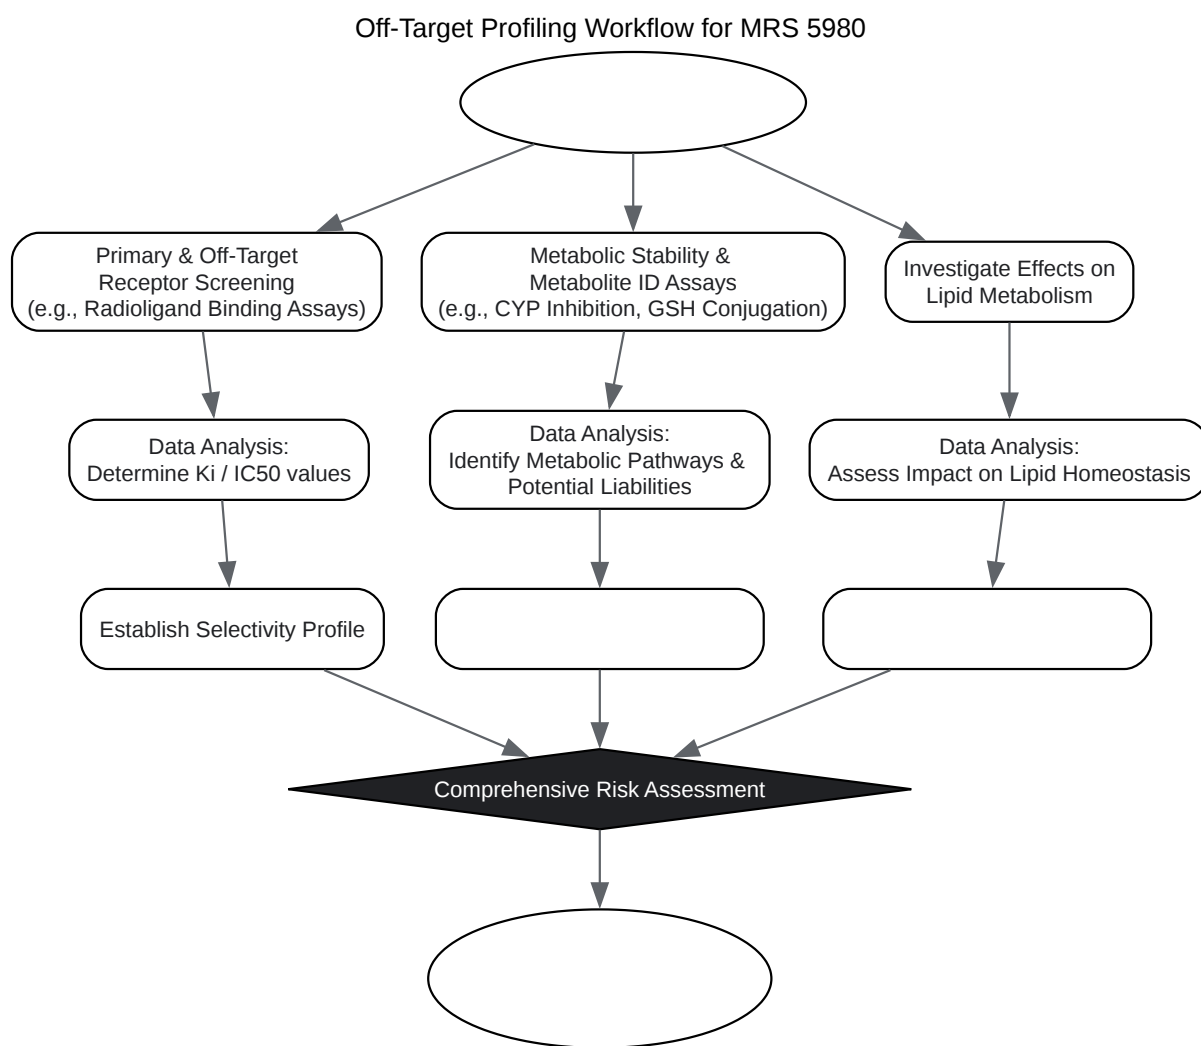 Off-Target Profiling Workflow for MRS 5980
Primary & Off-Target
Receptor Screening
(e.g., Radioligand Binding Assays)
Metabolic Stability &
Metabolite ID Assays
(e.g., CYP Inhibition, GSH Conjugation)
Investigate Effects on
Lipid Metabolism
Data Analysis:
Determine Ki / IC50 values
Data Analysis:
Identify Metabolic Pathways &
Potential Liabilities
Data Analysis:
Assess Impact on Lipid Homeostasis
Establish Selectivity Profile
Comprehensive Risk Assessment